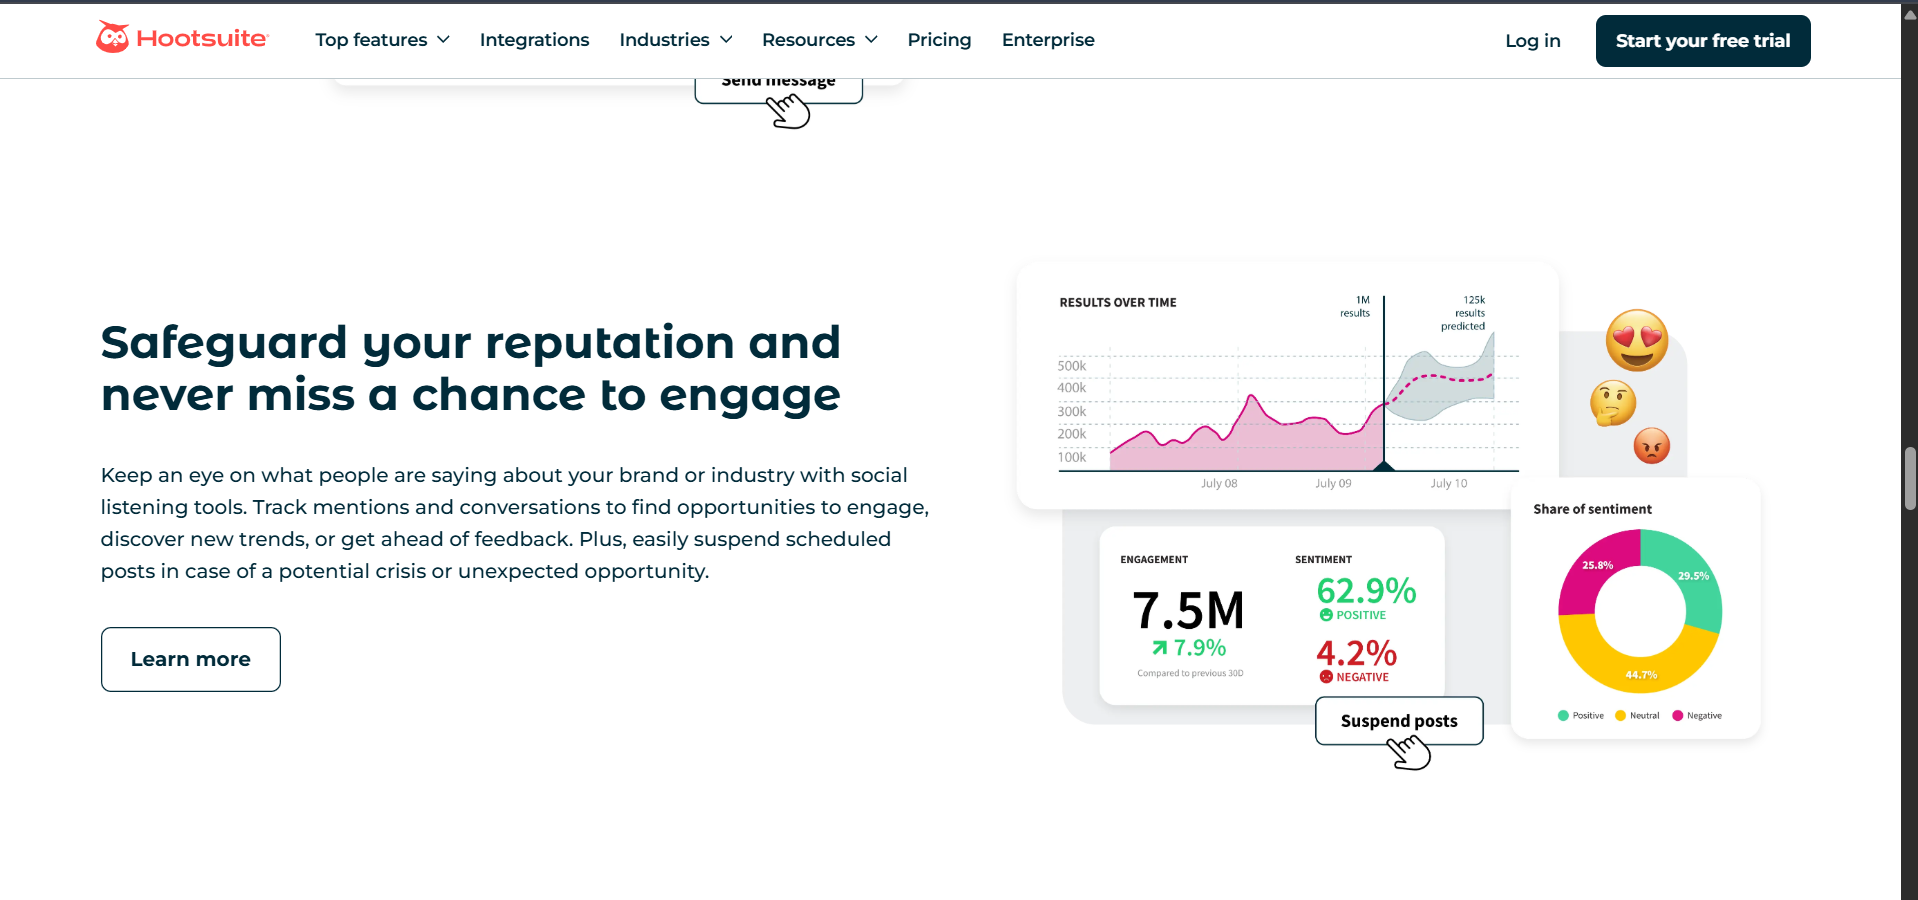 Hootsuite
Top features
Integrations
Industries
Resources
Pricing
Enterprise
Log in
Start your free trial
Send message
Safeguard your reputation and
never miss a chance to engage
Keep an eye on what people are saying about your brand or industry with social
listening tools. Track mentions and conversations to find opportunities to engage,
discover new trends, or get ahead of feedback. Plus, easily suspend scheduled
posts in case of a potential crisis or unexpected opportunity.
Learn more
RESULTS OVER TIME
1M
results
125k
results
predicted
500k
400k
300k
200k
100k
July 08
July 09
July 10
ENGAGEMENT
7.5M
7.9%
Compared to previous 30D
SENTIMENT
62.9%
POSITIVE
4.2%
NEGATIVE
Suspend posts
Share of sentiment
25.8%
29.5%
44.7%
Positive
Neutral
Negative